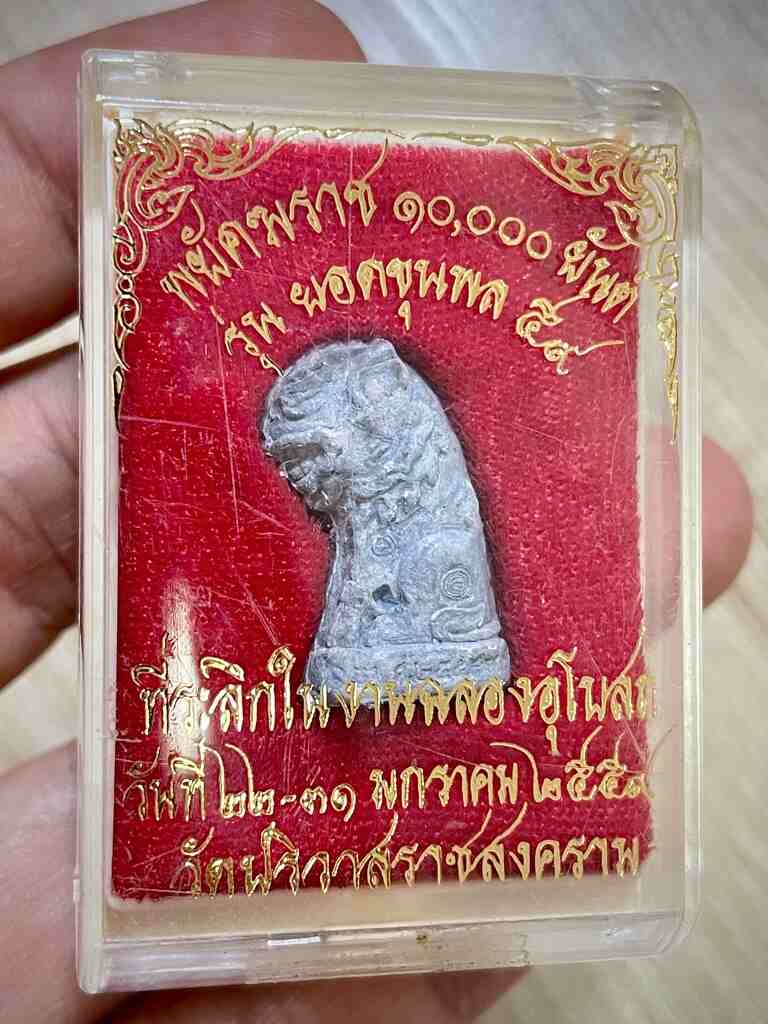 พยัคฆราช ๑๐,๐๐๐ ยันต์
รุ่น ยอดขุนพล ๕๙
ที่ระลึกในงานฉลองอุโบสถ
วันที่ ๒๒-๓๑ มกราคม ๒๕๕๙
วัดปริวาสราชสงคราม